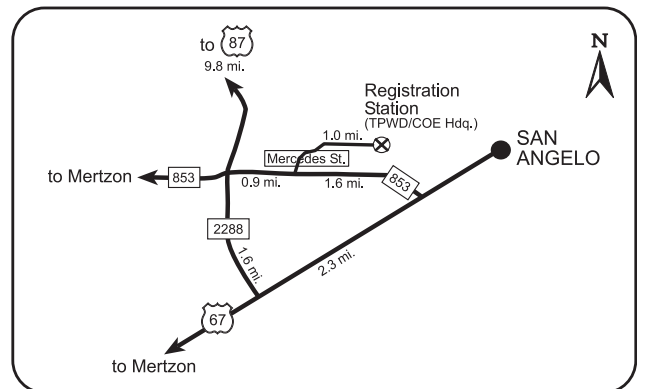 to 87
9.8 mi.
N
Registration
Station
(TPWD/COE Hdq.)
1.0 mi.
SAN
ANGELO
Mercedes St.
to Mertzon
853
0.9 mi.
1.6 mi.
853
2288
1.6 mi.
2.3 mi.
67
to Mertzon